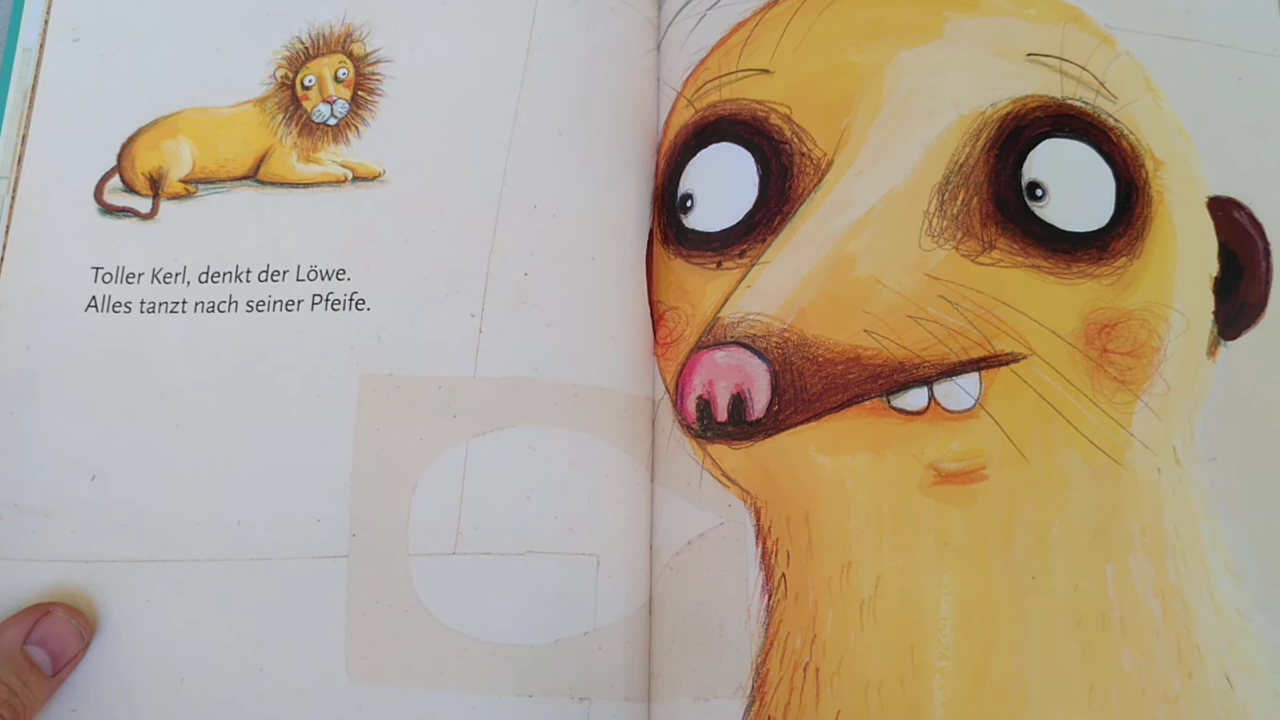 Toller Kerl, denkt der Löwe.
Alles tanzt nach seiner Pfeife.